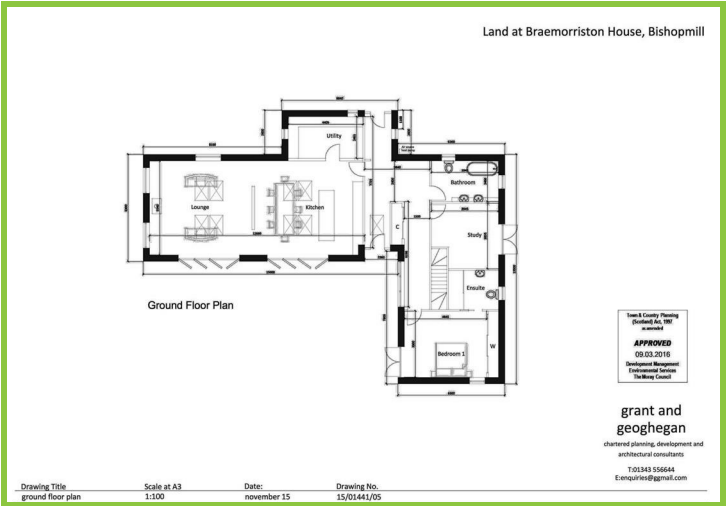 Land at Braemorriston House, Bishopmill
Utility
Bathroom
Lounge
Kitchen
C
Study
Ensuite
Bedroom 1
W
Ground Floor Plan
Town & Country Planning
(Scotland) Act, 1997
as amended
APPROVED
09.03.2016
Development Management
Environmental Services
The Moray Council
grant and
geoghegan
chartered planning, development and
architectural consultants
T:01343 556644
E:enquiries@ggmail.com
Drawing Title Scale at A3 Date: Drawing No.
ground floor plan 1:100 november 15 15/01441/05